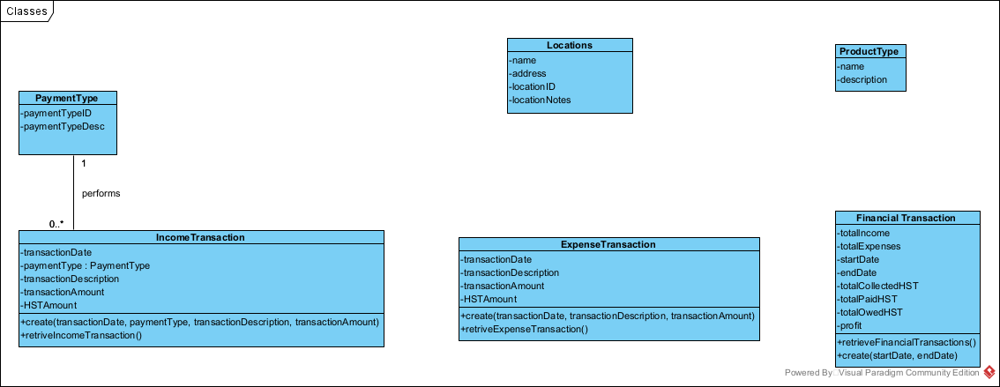 Classes
PaymentType
-paymentTypeID
-paymentTypeDesc
1
performs
0..*
IncomeTransaction
-transactionDate
-paymentType : PaymentType
-transactionDescription
-transactionAmount
-HSTAmount
+create(transactionDate, paymentType, transactionDescription, transactionAmount)
+retriveIncomeTransaction()
Locations
-name
-address
-locationID
-locationNotes
ExpenseTransaction
-transactionDate
-transactionDescription
-transactionAmount
-HSTAmount
+create(transactionDate, transactionDescription, transactionAmount)
+retriveExpenseTransaction()
ProductType
-name
-description
Financial Transaction
-totalIncome
-totalExpenses
-startDate
-endDate
-totalCollectedHST
-totalPaidHST
-totalOwedHST
-profit
+retrieveFinancialTransactions()
+create(startDate, endDate)
Powered By Visual Paradigm Community Edition